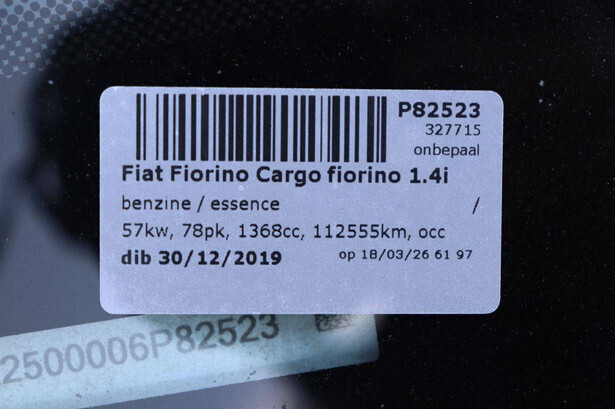 P82523
327715
onbepaal
Fiat Fiorino Cargo fiorino 1.4i
benzine / essence /
57kw, 78pk, 1368cc, 112555km, occ
dib 30/12/2019 op 18/03/26 61 97
2500006P82523